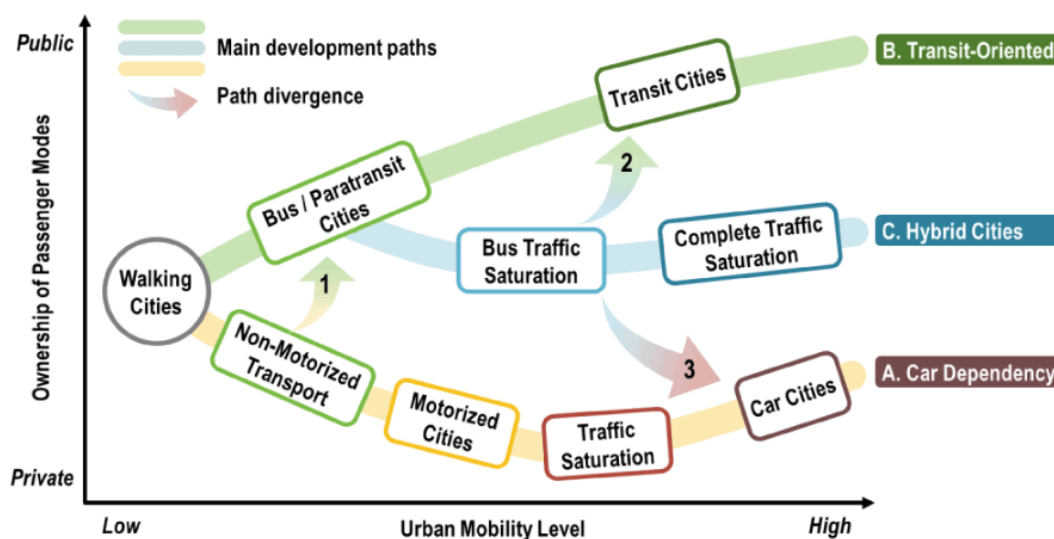 Public
Main development paths
Path divergence
B. Transit-Oriented
Transit Cities
2
Bus / Paratransit
Cities
C. Hybrid Cities
Complete Traffic
Saturation
Bus Traffic
Saturation
Walking
Cities
1
Ownership of Passenger Modes
Non-Motorized
Transport
3
A. Car Dependency
Car Cities
Motorized
Cities
Traffic
Saturation
Private
Low
Urban Mobility Level
High